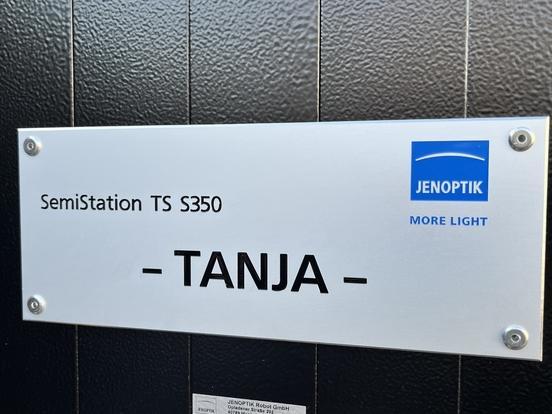 JENOPTIK
MORE LIGHT
SemiStation TS S350
– TANJA –
JENOPTIK Robot GmbH